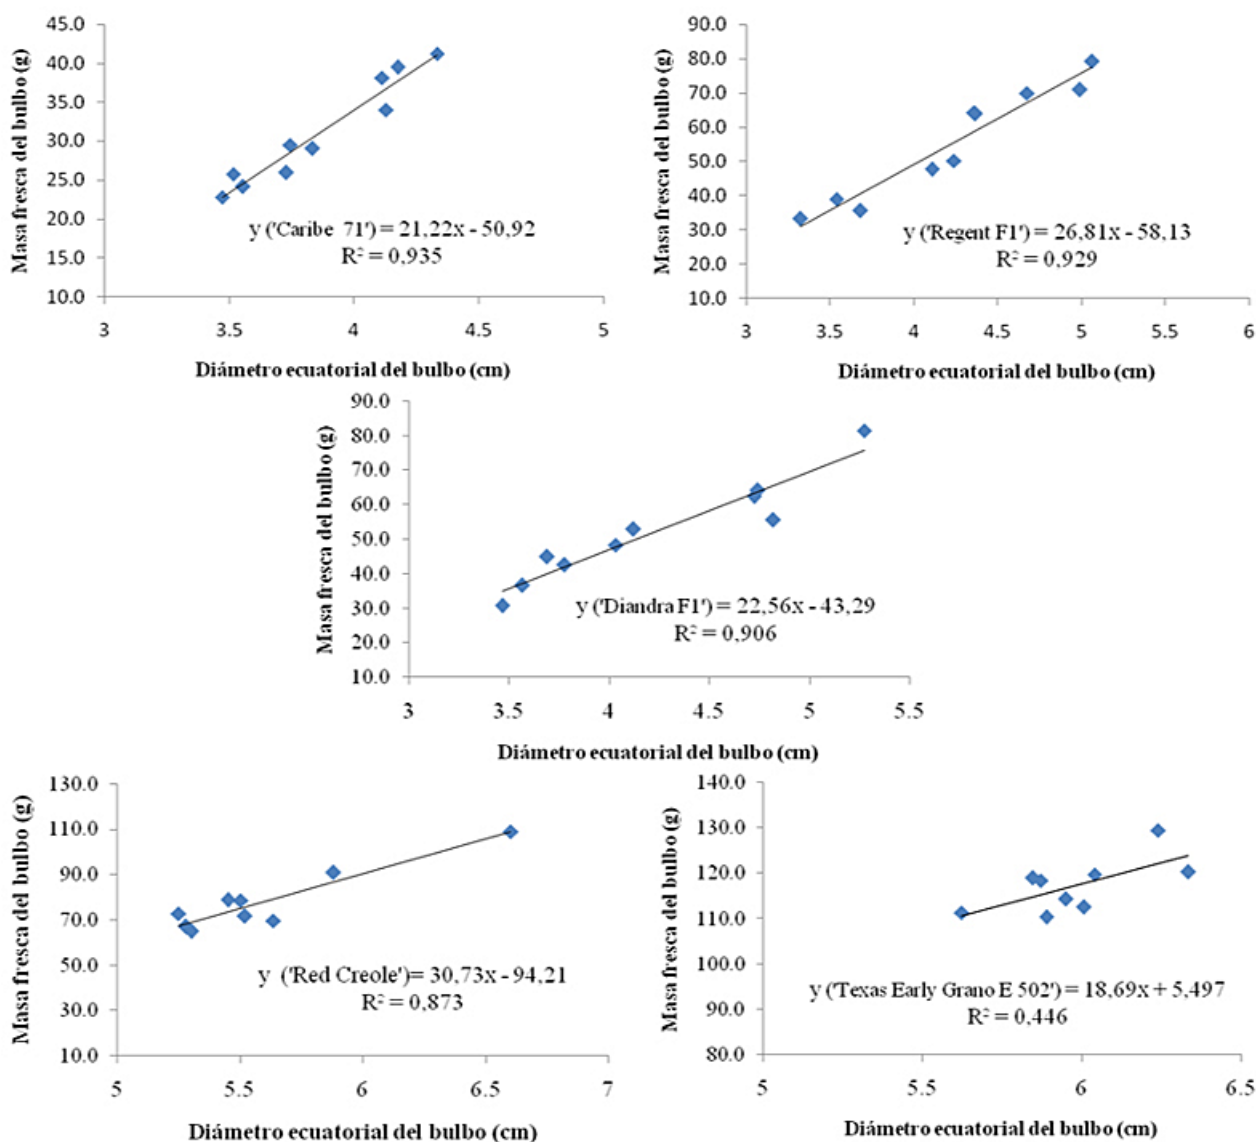 45.0
40.0
35.0
30.0
25.0
20.0
15.0
10.0
Masa fresca del bulbo (g)
y ('Caribe 71') = 21,22x - 50,92
R² = 0,935
3 3.5 4 4.5 5
Diámetro ecuatorial del bulbo (cm)
90.0
80.0
70.0
60.0
50.0
40.0
30.0
20.0
10.0
Masa fresca del bulbo (g)
y ('Regent F1') = 26,81x - 58,13
R² = 0,929
3 3.5 4 4.5 5 5.5 6
Diámetro ecuatorial del bulbo (cm)
90.0
80.0
70.0
60.0
50.0
40.0
30.0
20.0
10.0
Masa fresca del bulbo (g)
y ('Diandra F1') = 22,56x - 43,29
R² = 0,906
3 3.5 4 4.5 5 5.5
Diámetro ecuatorial del bulbo (cm)
130.0
110.0
90.0
70.0
50.0
30.0
10.0
Masa fresca del bulbo (g)
y ('Red Creole')= 30,73x - 94,21
R² = 0,873
5 5.5 6 6.5 7
Diámetro ecuatorial del bulbo (cm)
140.0
130.0
120.0
110.0
100.0
90.0
80.0
Masa fresca del bulbo (g)
y ('Texas Early Grano E 502') = 18,69x + 5,497
R² = 0,446
5 5.5 6 6.5
Diámetro ecuatorial del bulbo (cm)